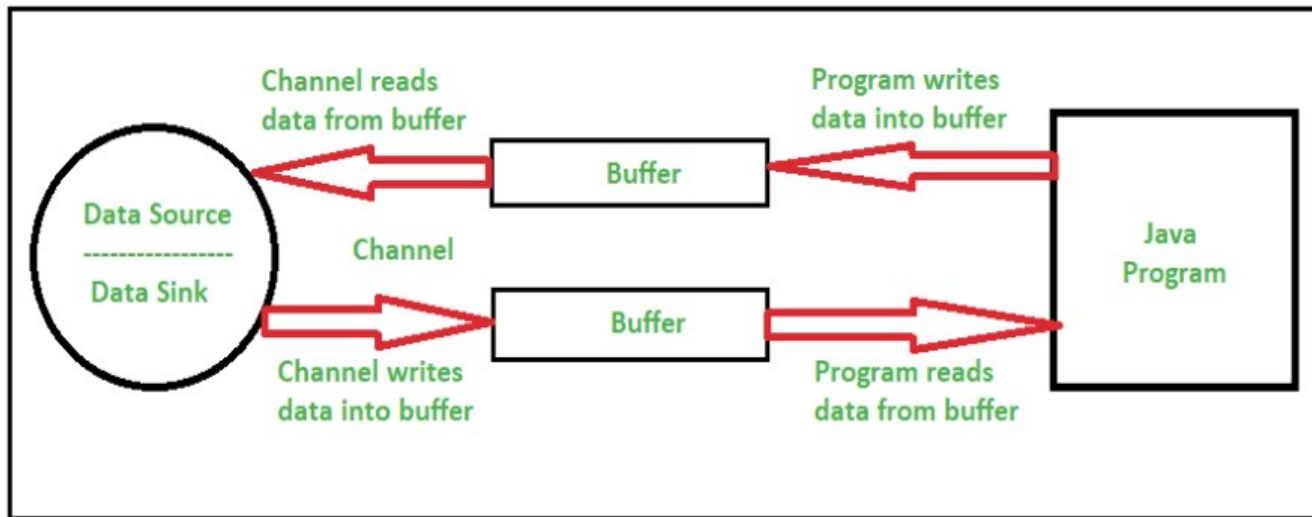 Channel reads
data from buffer
Program writes
data into buffer
Buffer
Data Source
-----------------
Data Sink
Channel
Java
Program
Buffer
Channel writes
data into buffer
Program reads
data from buffer